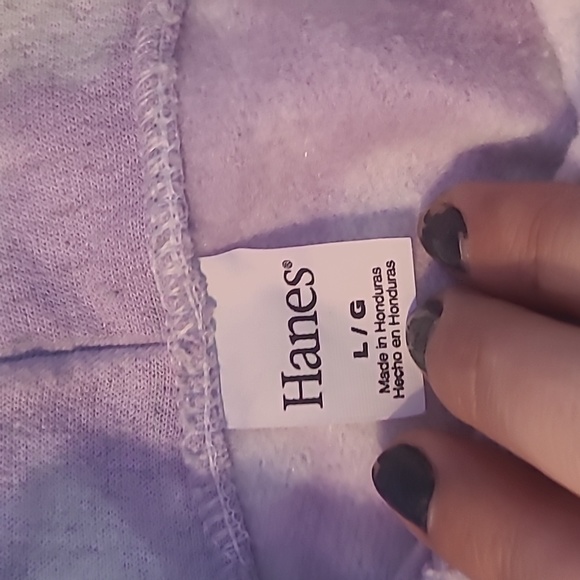 Hanes®
L / G
Made in Honduras
Hecho en Honduras